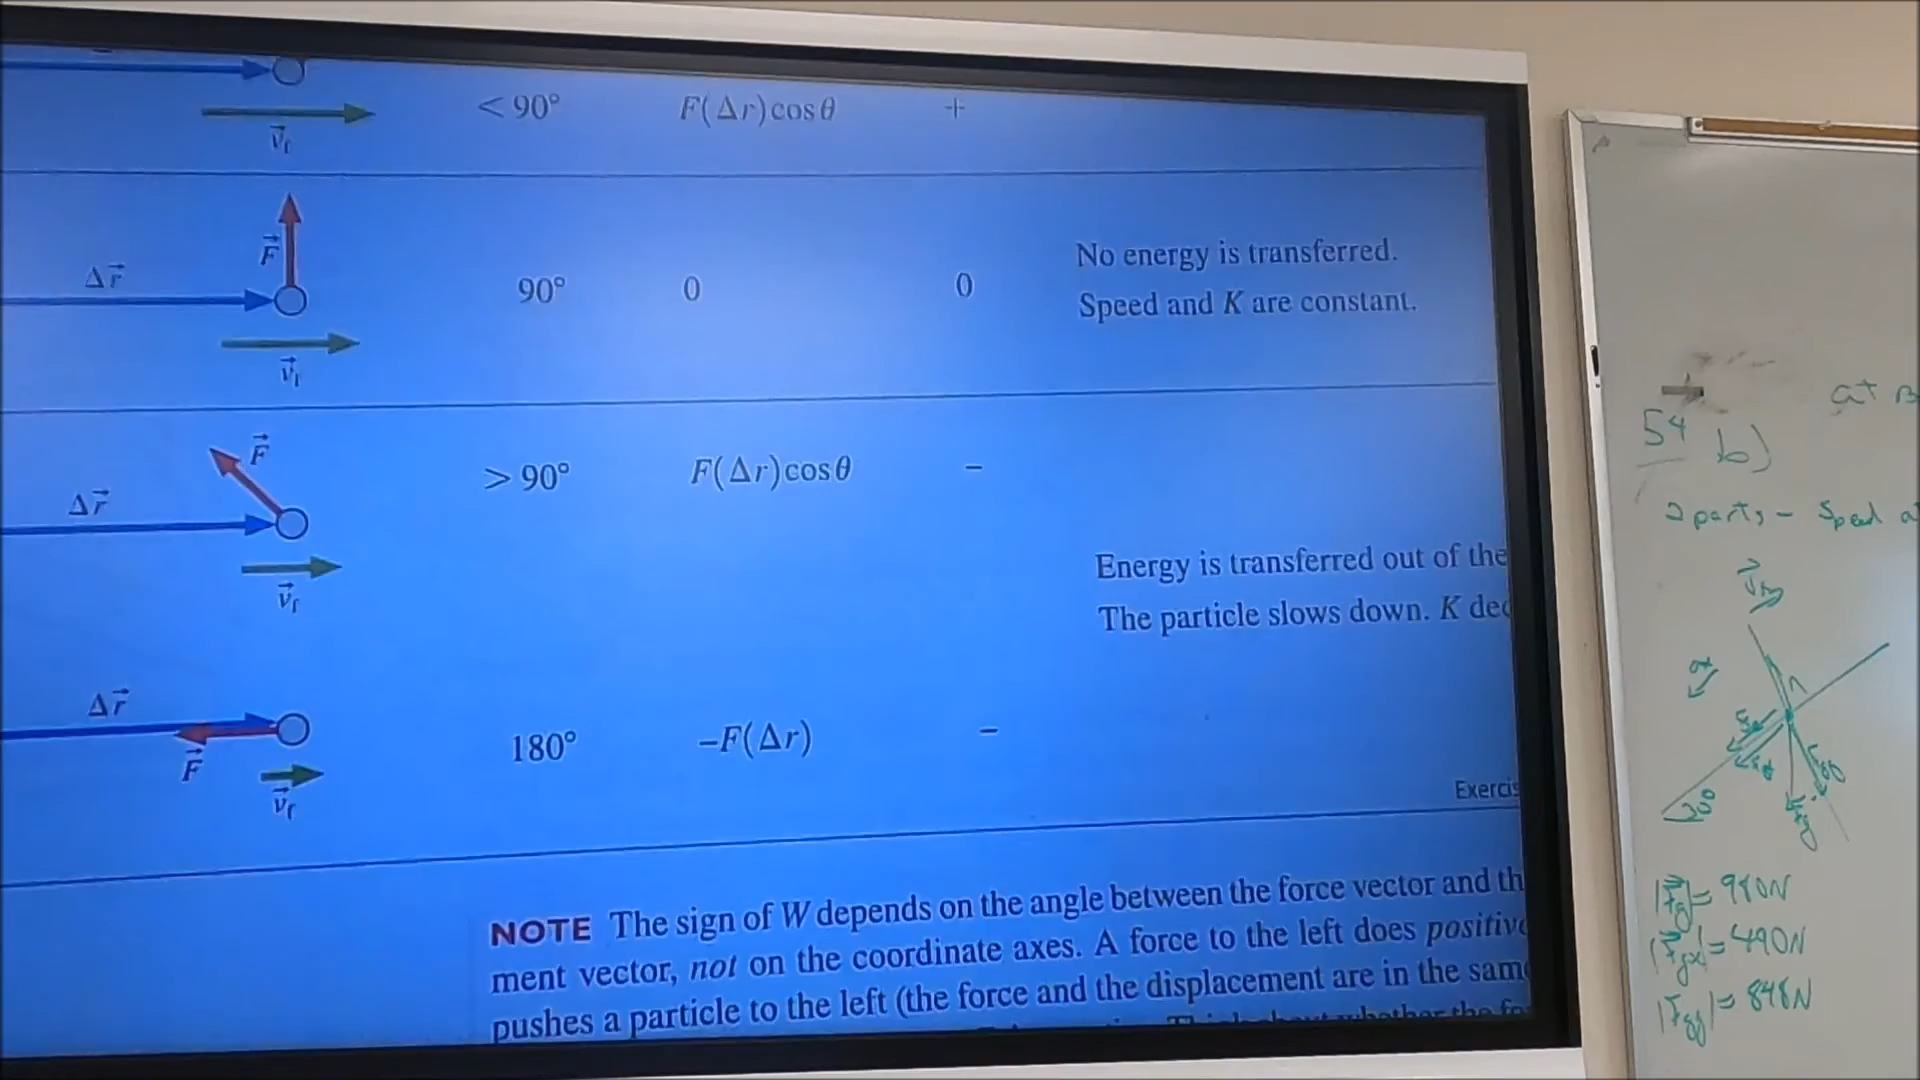 < 90° F(Δr)cosθ +
v⃗f
F⃗
Δr⃗ 90° 0 0 No energy is transferred.
Speed and K are constant.
v⃗f
F⃗
Δr⃗ > 90° F(Δr)cosθ −
v⃗f
Energy is transferred out of the
The particle slows down. K dec
Δr⃗ 180° −F(Δr) −
F⃗
v⃗f
Exercis
NOTE The sign of W depends on the angle between the force vector and th
ment vector, not on the coordinate axes. A force to the left does positive
pushes a particle to the left (the force and the displacement are in the same
at B
54 b)
2 parts - Speed a
n
30°
|F⃗g| = 980N
|F⃗gx| = 490N
|F⃗gy| = 848N